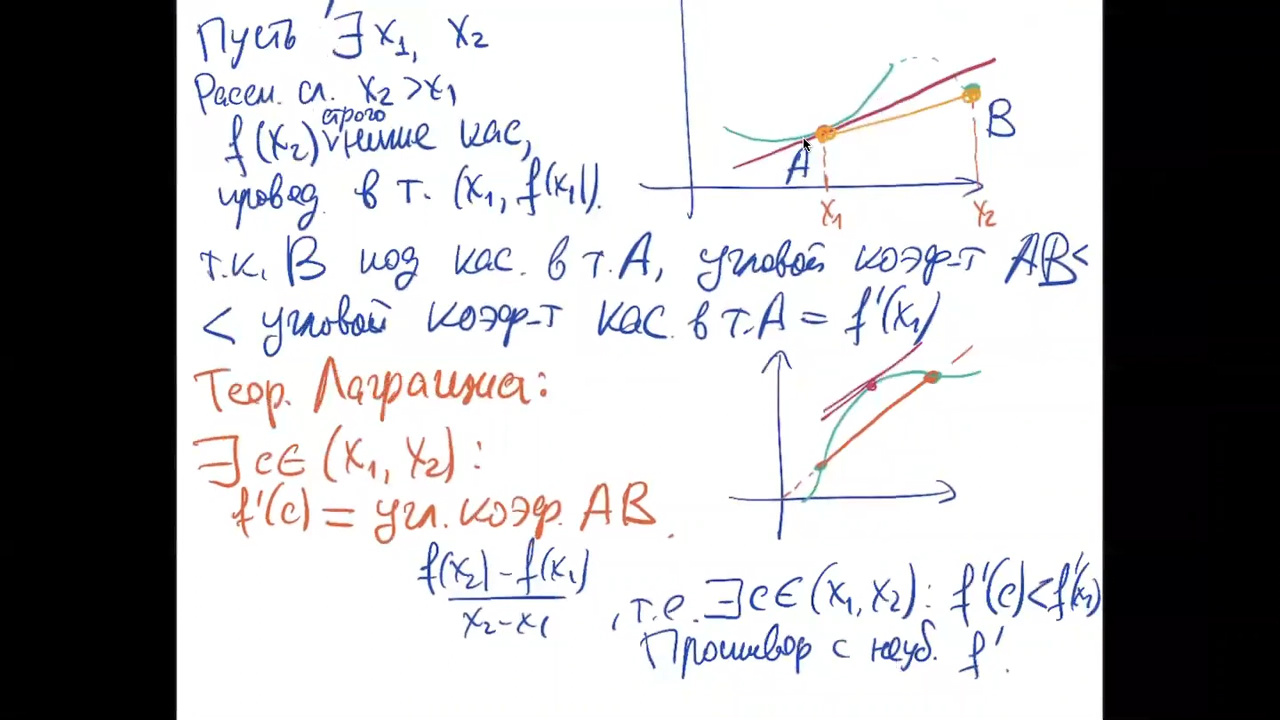 Пусть ∃ x₁, x₂
Рассм. сл. x₂ > x₁
f(x₂) строго ниже кас,
провед. в т. (x₁, f(x₁)).
A
B
x₁
x₂
т.к. B под кас. в т. A, угловой коэф-т AB <
< угловой коэф-т кас. в т. A = f'(x₁)
Теор. Лагранжа:
∃ c ∈ (x₁, x₂):
f'(c) = угл. коэф. AB.
f(x₂) - f(x₁)
x₂ - x₁
, т.е. ∃ c ∈ (x₁, x₂): f'(c) < f'(x₁)
Противор с неуб. f'.